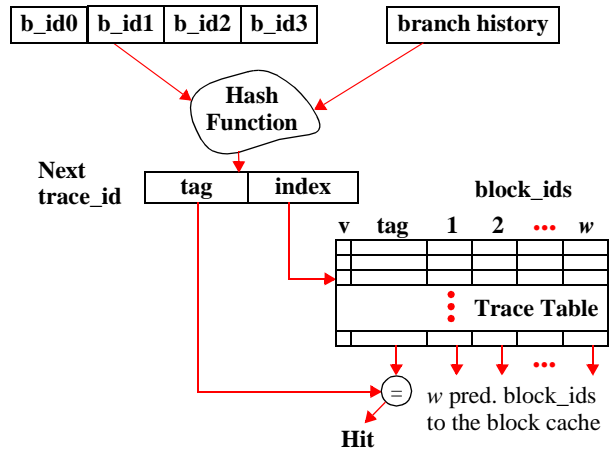 b_id0 b_id1 b_id2 b_id3 branch history
Hash
Function
Next
trace_id
tag index
block_ids
v tag 1 2 ••• w
Trace Table
•••
=
w pred. block_ids
to the block cache
Hit